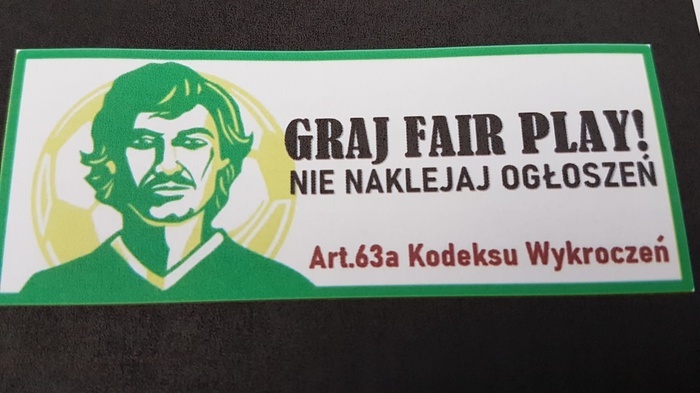 GRAJ FAIR PLAY!
NIE NAKLEJAJ OGŁOSZEŃ
Art.63a Kodeksu Wykroczeń